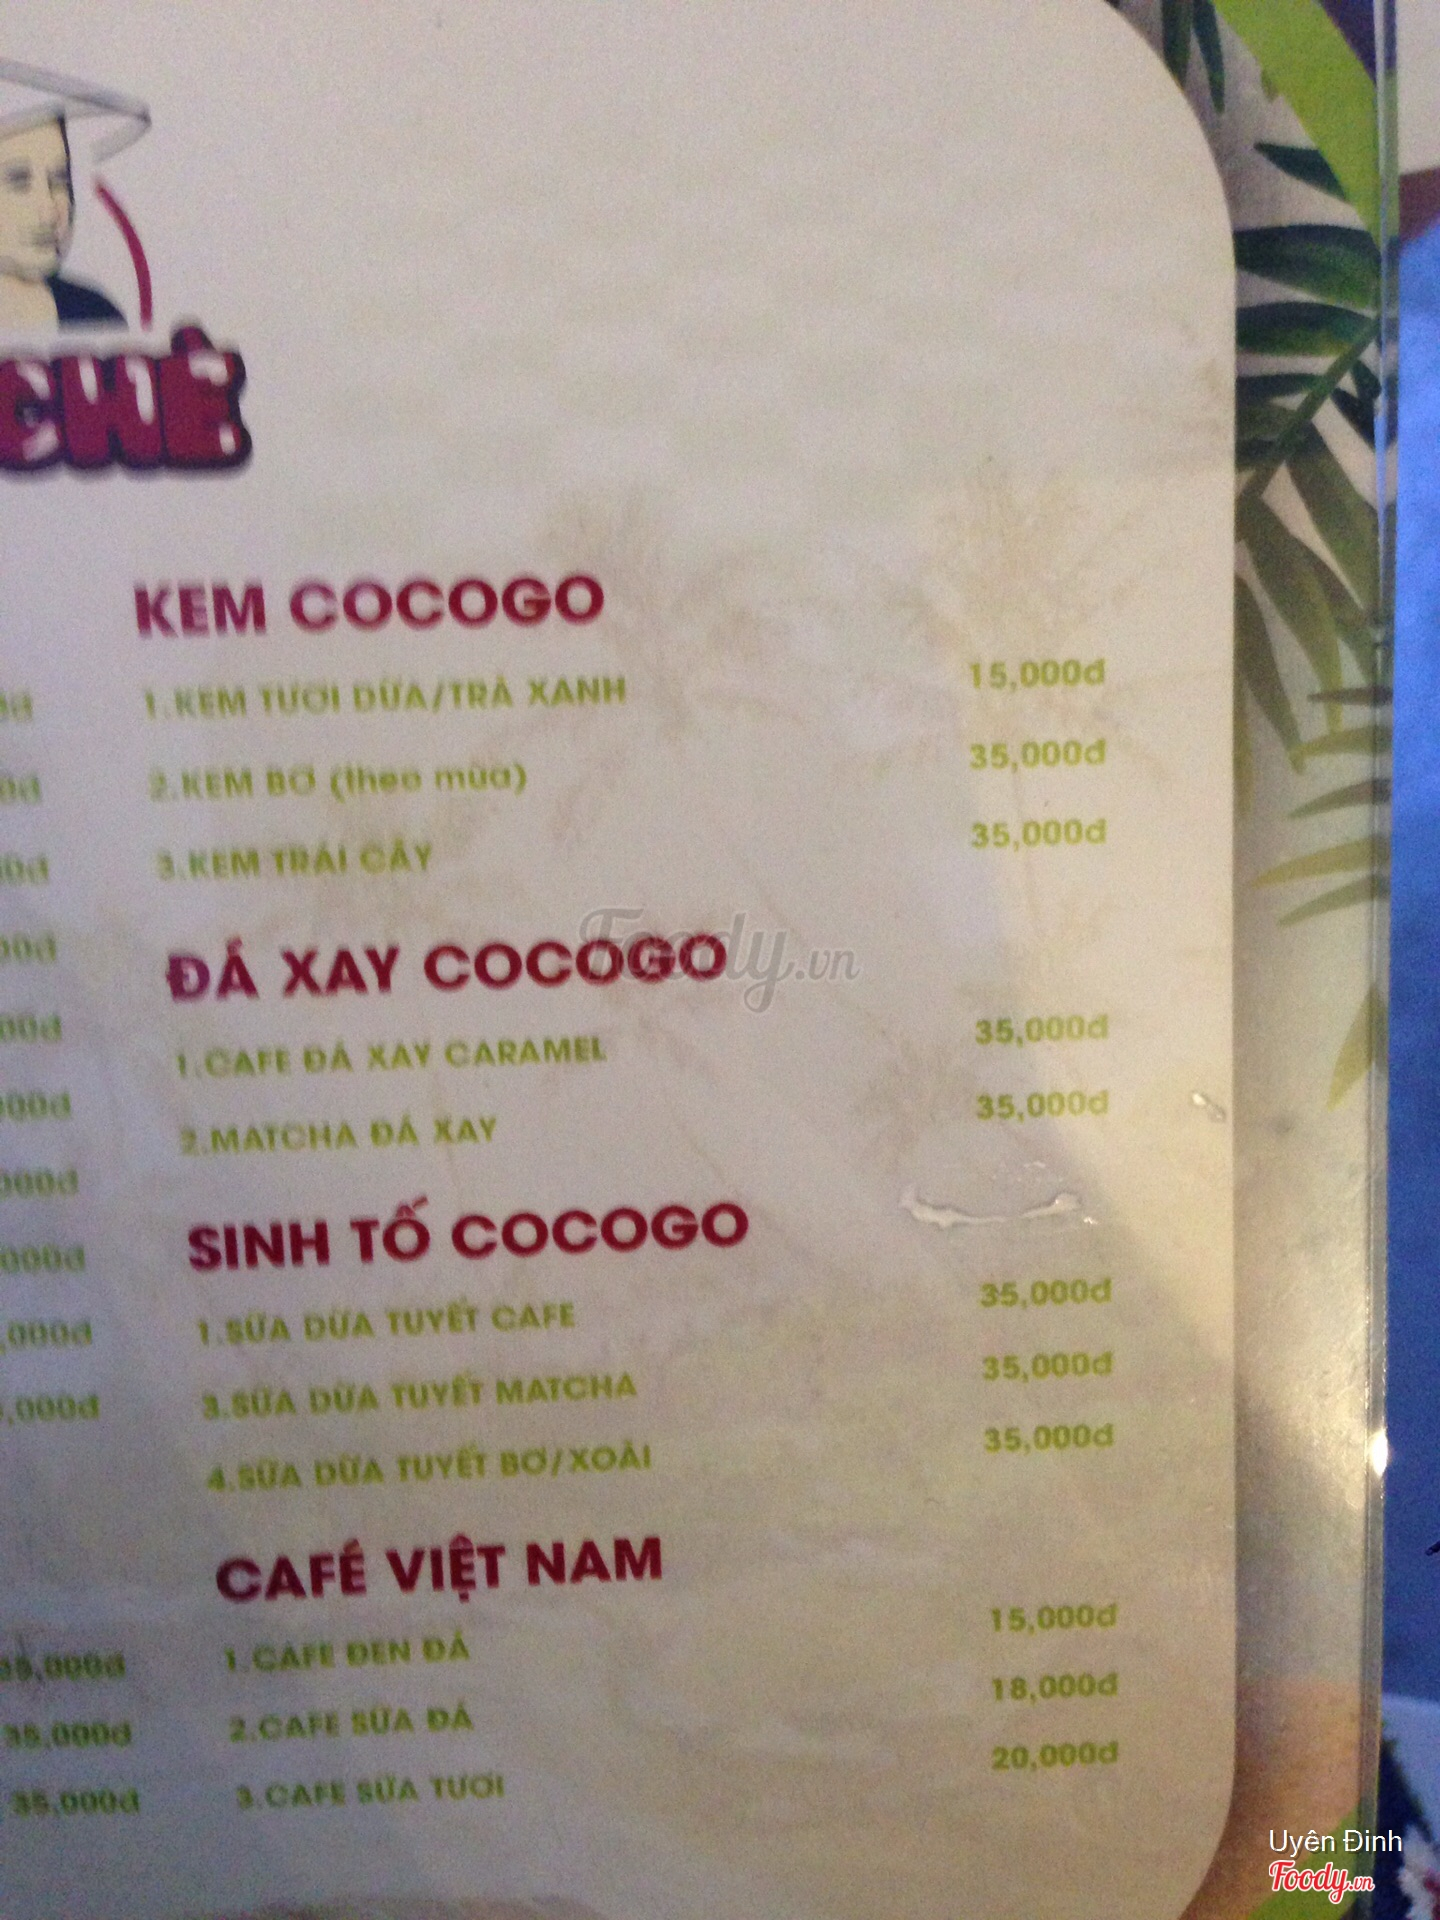 CHÈ
KEM COCOGO
1.KEM TƯƠI DỪA/TRÀ XANH 15,000đ
2.KEM BƠ (theo mùa) 35,000đ
3.KEM TRÁI CÂY 35,000đ
ĐÁ XAY COCOGO
1.CAFE ĐÁ XAY CARAMEL 35,000đ
2.MATCHA ĐÁ XAY 35,000đ
SINH TỐ COCOGO
1.SỮA DỪA TUYẾT CAFE 35,000đ
3.SỮA DỪA TUYẾT MATCHA 35,000đ
4.SỮA DỪA TUYẾT BƠ/XOÀI 35,000đ
CAFÉ VIỆT NAM
1.CAFE ĐEN ĐÁ 15,000đ
35,000đ 2.CAFE SỮA ĐÁ 18,000đ
35,000đ 3.CAFE SỮA TƯƠI 20,000đ
Foody.vn
Uyên Đinh
Foody.vn